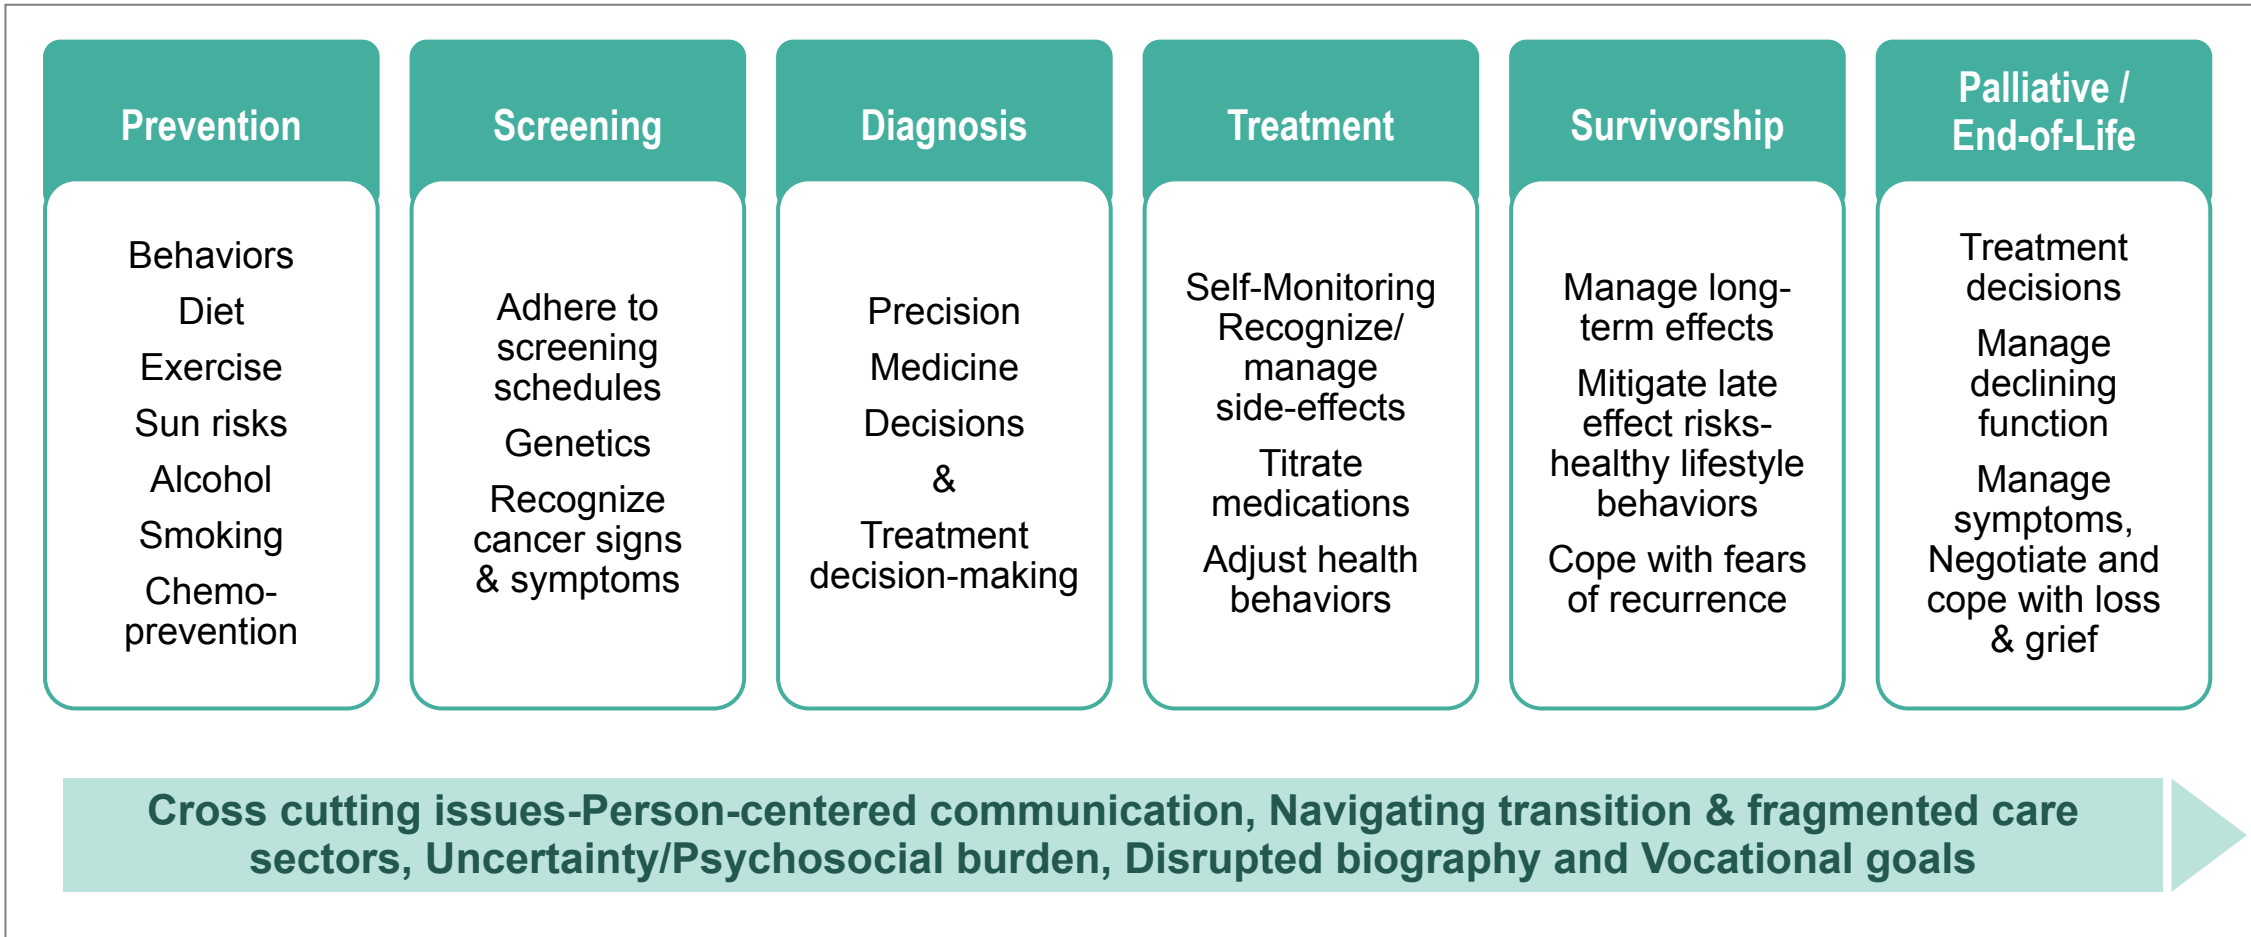 Prevention
Behaviors
Diet
Exercise
Sun risks
Alcohol
Smoking
Chemo-
prevention
Screening
Adhere to
screening
schedules
Genetics
Recognize
cancer signs
& symptoms
Diagnosis
Precision
Medicine
Decisions
&
Treatment
decision-making
Treatment
Self-Monitoring
Recognize/
manage
side-effects
Titrate
medications
Adjust health
behaviors
Survivorship
Manage long-
term effects
Mitigate late
effect risks-
healthy lifestyle
behaviors
Cope with fears
of recurrence
Palliative /
End-of-Life
Treatment
decisions
Manage
declining
function
Manage
symptoms,
Negotiate and
cope with loss
& grief
Cross cutting issues-Person-centered communication, Navigating transition & fragmented care
sectors, Uncertainty/Psychosocial burden, Disrupted biography and Vocational goals